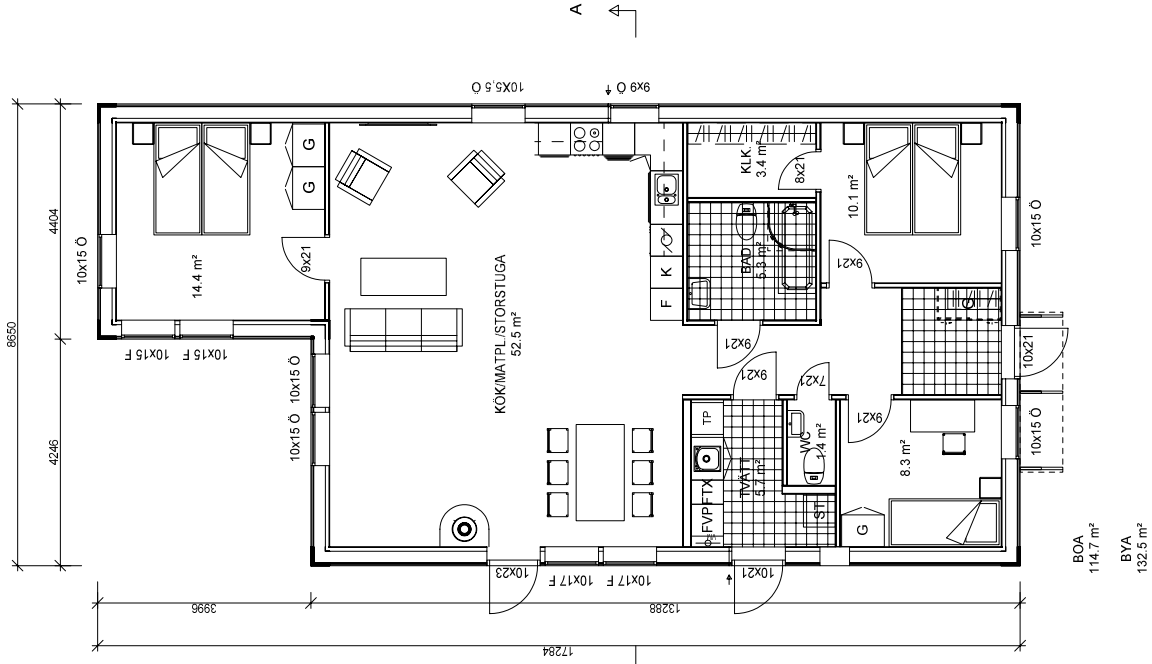 A
10X5,5 Ö
9x9 Ö
4404
8650
4246
10x15 Ö
14.4 m²
G
G
9x21
10x15 F
10x15 F
10x15 Ö
10x15 Ö
KÖK/MATPL./STORSTUGA
52.5 m²
F
K
KLK.
3.4 m²
8x21
BAD
5.3 m²
9x21
10.1 m²
9x21
10x15 Ö
G
10x21
9x21
7x21
TP
FVPFTX
TVÄTT
5.7 m²
WC
1.4 m²
ST
9x21
8.3 m²
G
10x15 Ö
10x23
10x17 F
10x17 F
10x21
3996
13288
17284
BOA
114.7 m²
BYA
132.5 m²